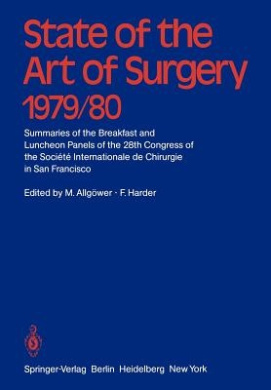 State of the
Art of Surgery
1979/80
Summaries of the Breakfast and
Luncheon Panels of the 28th Congress of
the Société Internationale de Chirurgie
in San Francisco
Edited by M. Allgöwer · F. Harder
Springer-Verlag Berlin Heidelberg New York